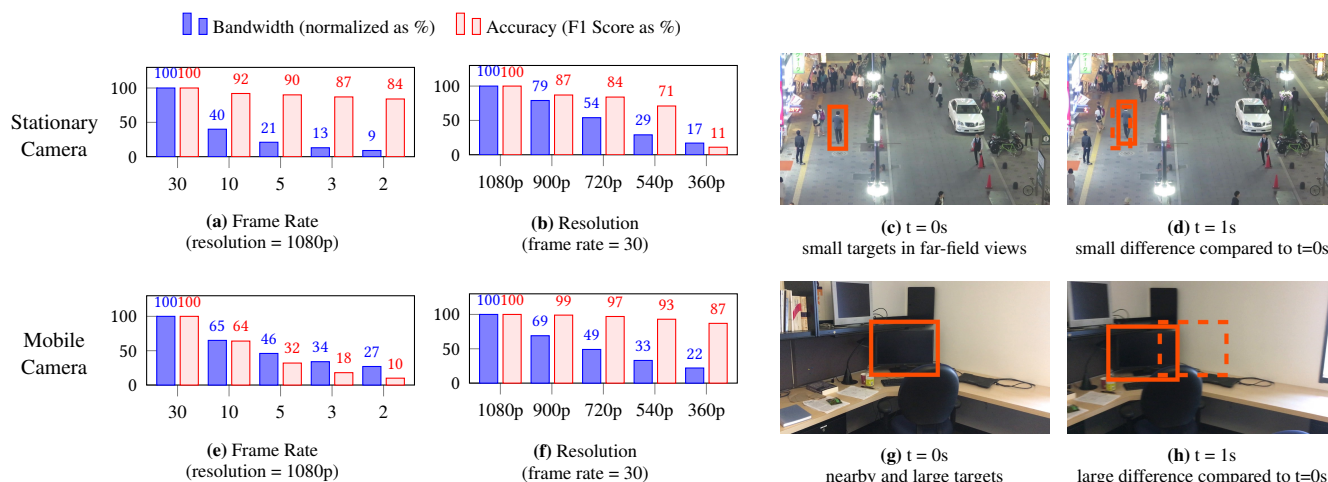 Bandwidth (normalized as %) Accuracy (F1 Score as %)
Stationary
Camera
100 100 92 90 87 84
40 21 13 9
100
50
0
30 10 5 3 2
(a) Frame Rate
(resolution = 1080p)
100 100 79 87 84 71
54 29 17 11
100
50
0
1080p 900p 720p 540p 360p
(b) Resolution
(frame rate = 30)
(c) t = 0s
small targets in far-field views
(d) t = 1s
small difference compared to t=0s
Mobile
Camera
100 100 65 64 46 32 34 18 27 10
100
50
0
30 10 5 3 2
(e) Frame Rate
(resolution = 1080p)
100 100 99 97 93 87
69 49 33 22
100
50
0
1080p 900p 720p 540p 360p
(f) Resolution
(frame rate = 30)
(g) t = 0s
nearby and large targets
(h) t = 1s
large difference compared to t=0s